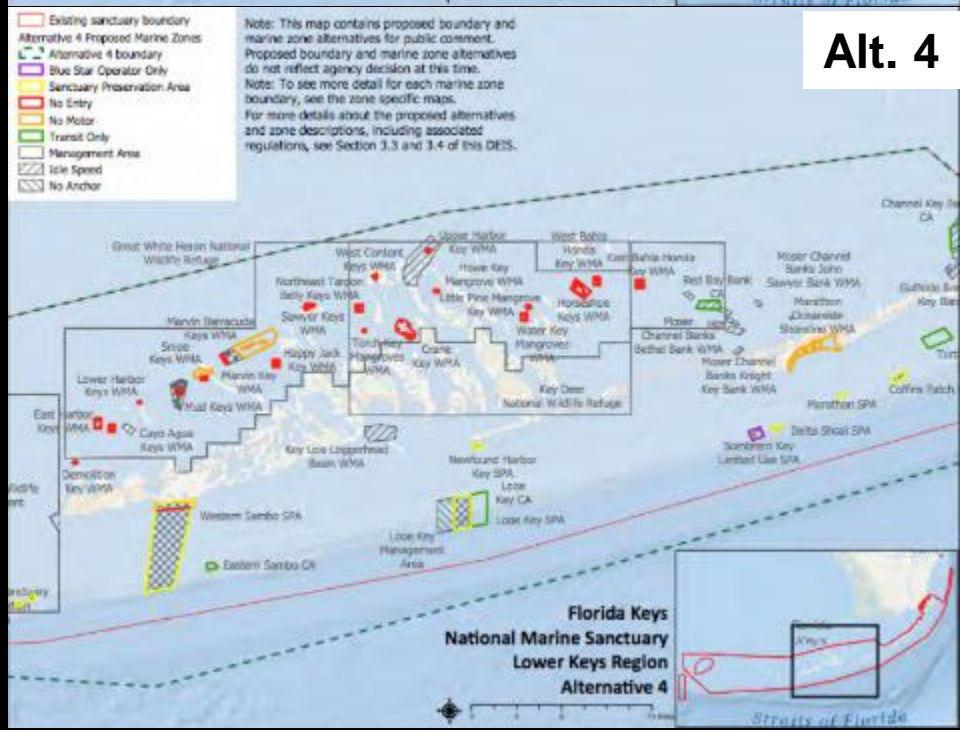 Straits of Florida
Existing sanctuary boundary
Alternative 4 Proposed Marine Zones
Alternative 4 boundary
Blue Star Operator Only
Sanctuary Preservation Area
No Entry
No Motor
Transit Only
Management Area
Idle Speed
No Anchor
Note: This map contains proposed boundary and
marine zone alternatives for public comment.
Proposed boundary and marine zone alternatives
do not reflect agency decision at this time.
Note: To see more detail for each marine zone
boundary, see the zone specific maps.
For more details about the proposed alternatives
and zone descriptions, including associated
regulations, see Section 3.3 and 3.4 of this DEIS.
Alt. 4
Channel Key
CA
Great White Heron National
Wildlife Refuge
West Content
Keys WMA
Upper Harbor
Key WMA
West Bahia
Honda
Key WMA
East Bahia Honda
Key WMA
Red Bay Bank
Moser Channel
Banks John
Sawyer Bank WMA
Northeast Tarpon
Belly Keys WMA
Howe Key
Mangrove WMA
Little Pine Mangrove
Key WMA
Horseshoe
Keys WMA
Sawyer Keys
WMA
Marathon
Oceanside
Shoreline WMA
Key Ban
Marvin Barracuda
Keys WMA
Snipe
Keys WMA
Happy Jack
Key WMA
Torch Key
Mangroves
WMA
Crane
Key WMA
Water Key
Mangroves
WMA
Moser
Channel Banks
Bethel Bank WMA
Moser Channel
Banks Knight
Key Bank WMA
Marvin Key
WMA
Lower Harbor
Keys WMA
Mud Keys WMA
Key Deer
National Wildlife Refuge
Coffins Patch
Marathon SPA
East Harbor
Keys WMA
Cayo Agua
Keys WMA
Delta Shoal SPA
Sombrero Key
Limited Use SPA
Key Lois Loggerhead
Basin WMA
Newfound Harbor
Key SPA
Demolition
Key WMA
Looe
Key CA
Western Sambo SPA
Looe Key SPA
Looe Key
Management
Area
Eastern Sambo CA
Florida Keys
National Marine Sanctuary
Lower Keys Region
Alternative 4
Florida
Keys
Straits of Florida